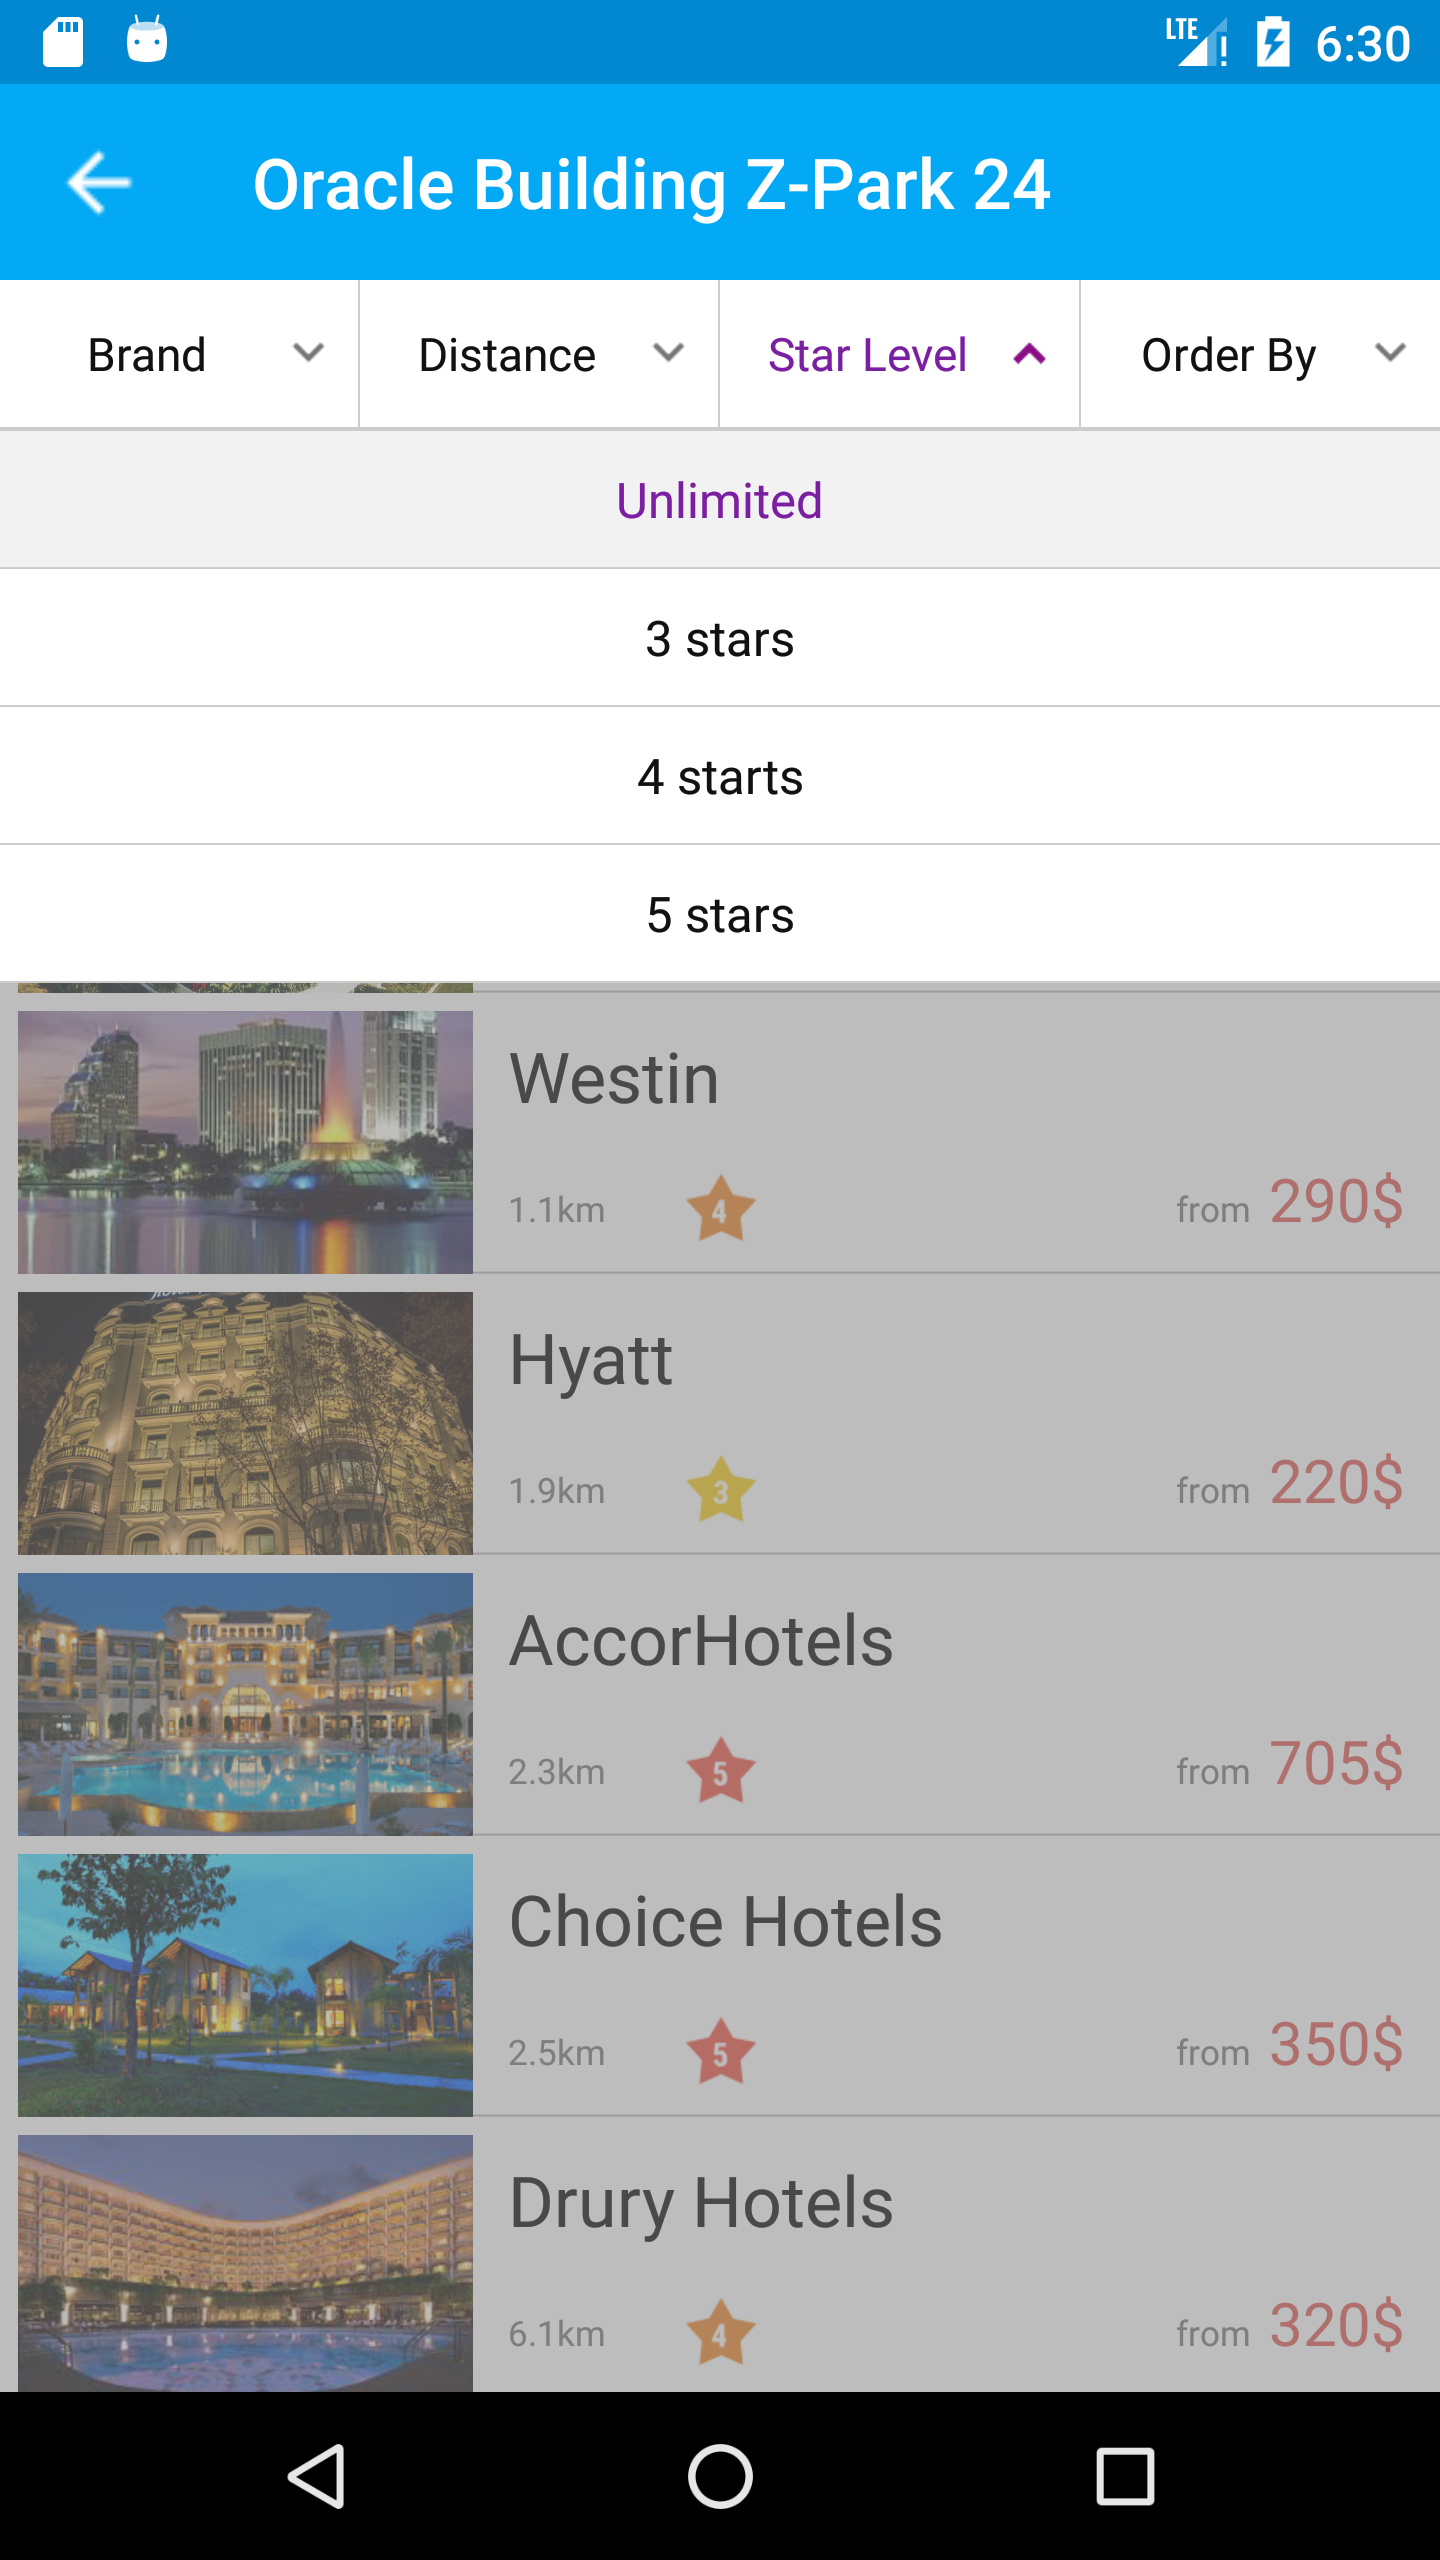 LTE 6:30
Oracle Building Z-Park 24
Brand Distance Star Level Order By
Unlimited
3 stars
4 starts
5 stars
Westin
1.1km 4 from 290$
Hyatt
1.9km 3 from 220$
AccorHotels
2.3km 5 from 705$
Choice Hotels
2.5km 5 from 350$
Drury Hotels
6.1km 4 from 320$